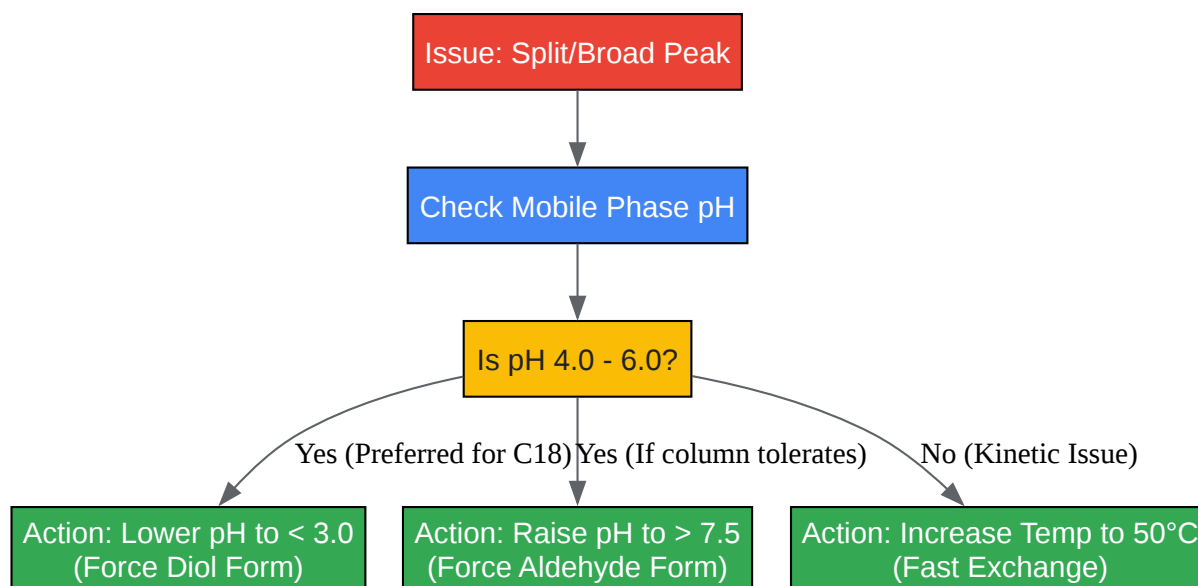 Issue: Split/Broad Peak
Check Mobile Phase pH
Is pH 4.0 - 6.0?
Yes (Preferred for C18)
Yes (If column tolerates)
No (Kinetic Issue)
Action: Lower pH to < 3.0
(Force Diol Form)
Action: Raise pH to > 7.5
(Force Aldehyde Form)
Action: Increase Temp to 50°C
(Fast Exchange)